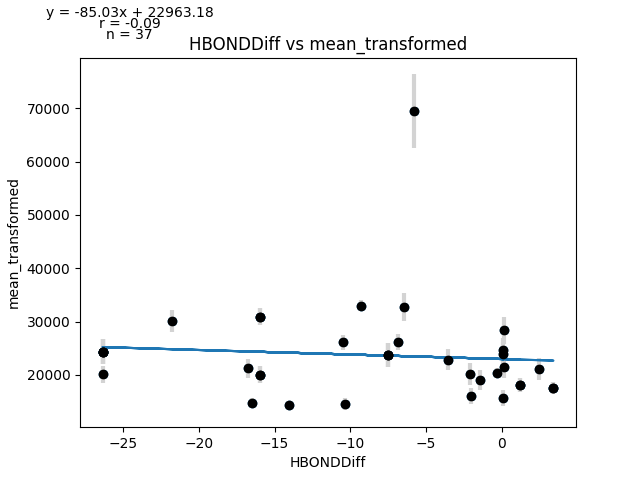 y = -85.03x + 22963.18
r = -0.09
n = 37
HBONDDiff vs mean_transformed
mean_transformed
70000
60000
50000
40000
30000
20000
−25
−20
−15
−10
−5
0
HBONDDiff